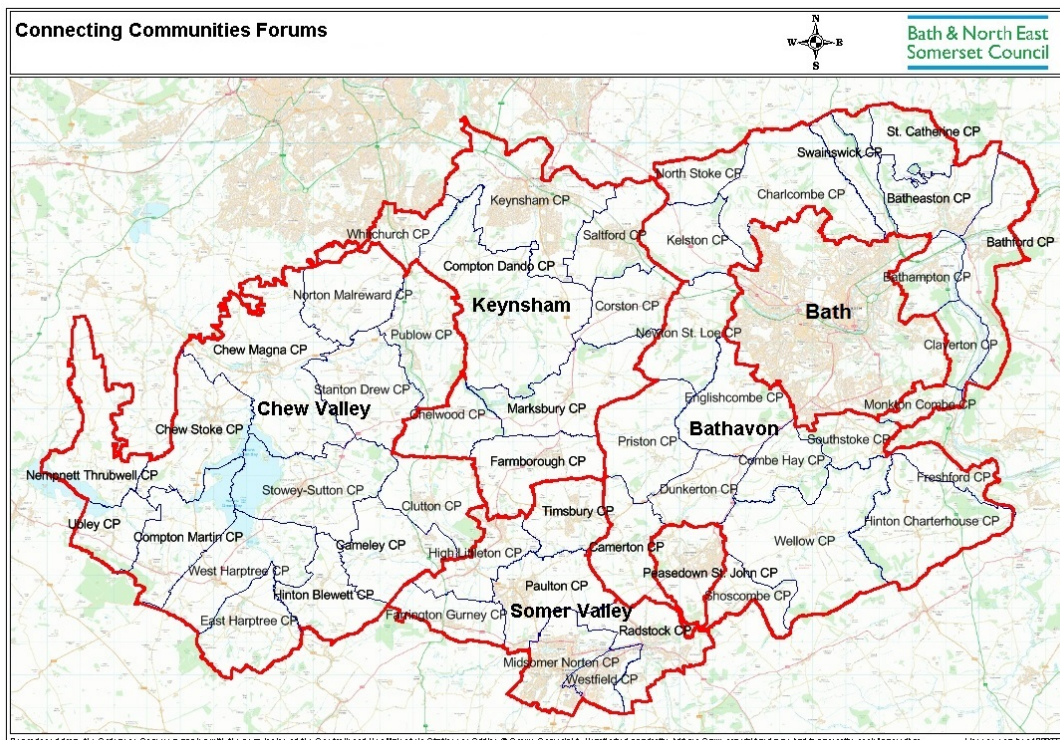 Connecting Communities Forums
N
W E
S
Bath & North East
Somerset Council
St. Catherine CP
Swainswick CP
North Stoke CP
Charlcombe CP
Batheaston CP
Keynsham CP
Whitchurch CP
Saltford CP
Kelston CP
Bathford CP
Compton Dando CP
Bathampton CP
Norton Malreward CP
Keynsham
Corston CP
Bath
Publow CP
Newton St. Loe CP
Claverton CP
Chew Magna CP
Stanton Drew CP
Englishcombe CP
Chew Valley
Chelwood CP
Marksbury CP
Monkton Combe CP
Chew Stoke CP
Bathavon
Priston CP
Southstoke CP
Farmborough CP
Combe Hay CP
Nempnett Thrubwell CP
Freshford CP
Stowey-Sutton CP
Dunkerton CP
Clutton CP
Timsbury CP
Hinton Charterhouse CP
Ubley CP
Compton Martin CP
Wellow CP
Cameley CP
High Littleton CP
Camerton CP
West Harptree CP
Peasedown St. John CP
Paulton CP
Hinton Blewett CP
Shoscombe CP
Somer Valley
Farrington Gurney CP
East Harptree CP
Radstock CP
Midsomer Norton CP
Westfield CP